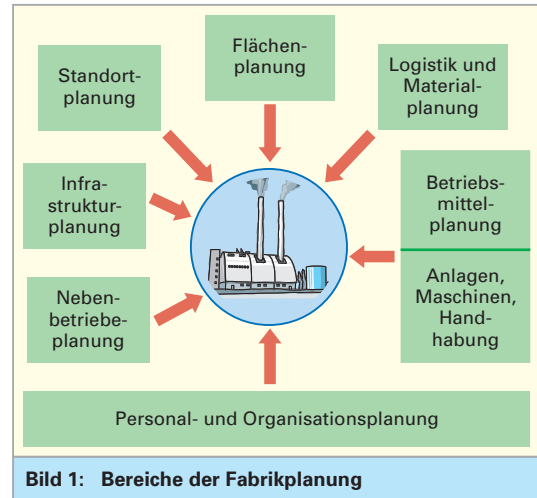 Flächen-
planung
Standort-
planung
Logistik und
Material-
planung
Infra-
struktur-
planung
Betriebs-
mittel-
planung
Anlagen,
Maschinen,
Hand-
habung
Neben-
betriebe-
planung
Personal- und Organisationsplanung
Bild 1: Bereiche der Fabrikplanung